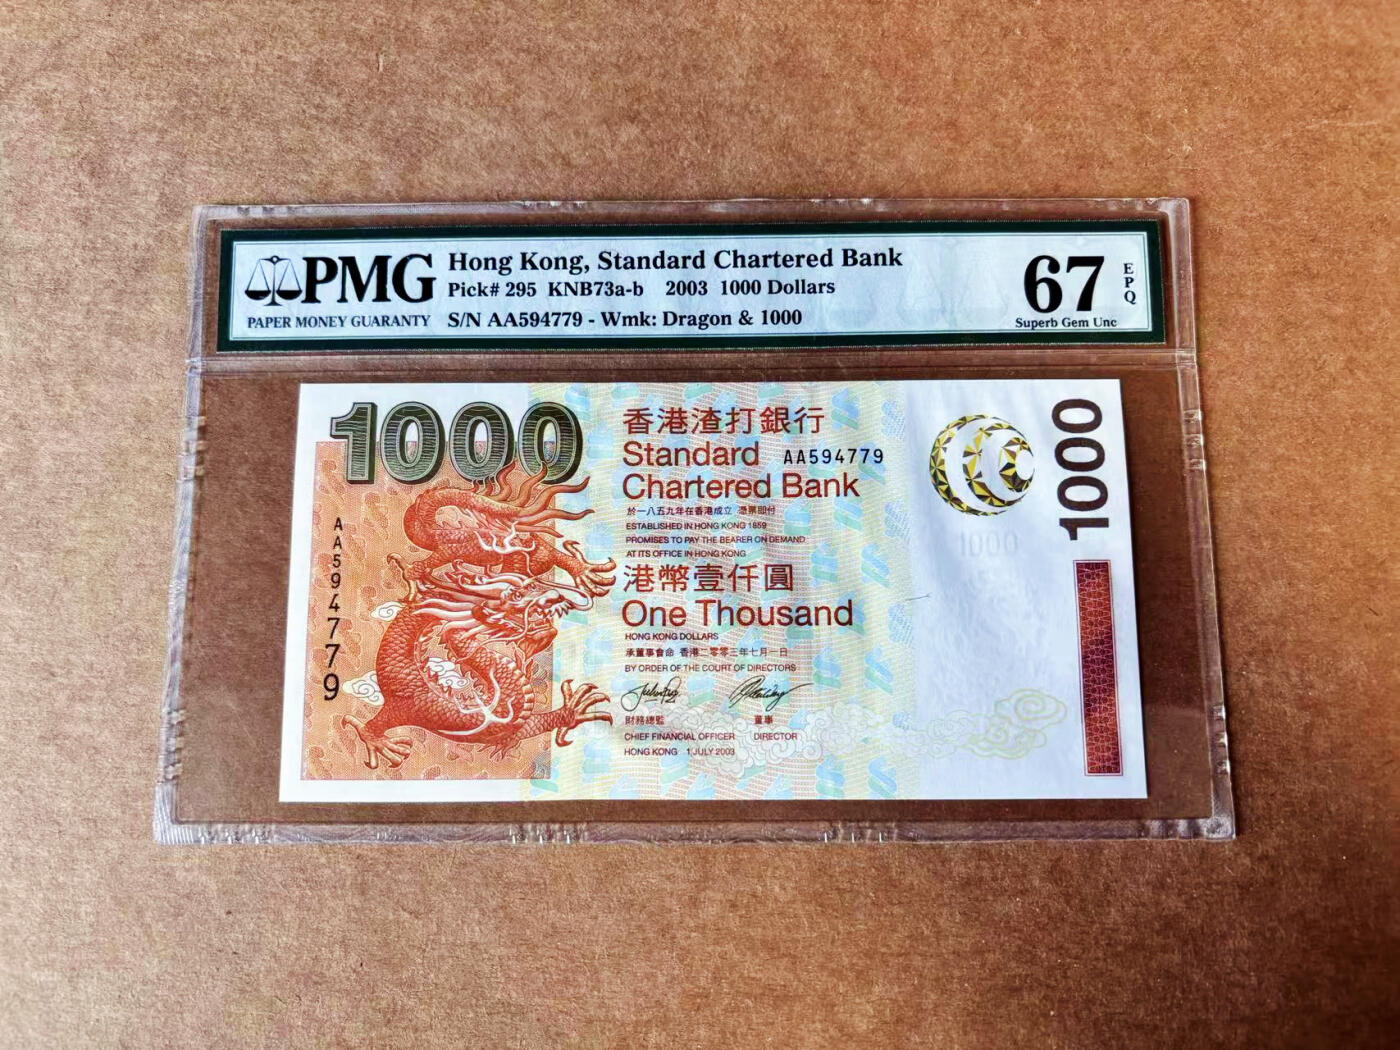 PMG
PAPER MONEY GUARANTY
Hong Kong, Standard Chartered Bank
Pick# 295 KNB73a-b 2003 1000 Dollars
S/N AA594779 - Wmk: Dragon & 1000
67
EPQ
Superb Gem Unc
1000
香港渣打銀行
Standard AA594779
Chartered Bank
於一八五九年在香港成立 憑票即付
ESTABLISHED IN HONG KONG 1859
PROMISES TO PAY THE BEARER ON DEMAND
AT ITS OFFICE IN HONG KONG
港幣壹仟圓
One Thousand
HONG KONG DOLLARS
承董事會命 香港二零零三年七月一日
BY ORDER OF THE COURT OF DIRECTORS
財務總監 董事
CHIEF FINANCIAL OFFICER DIRECTOR
HONG KONG 1 JULY 2003
AA594779
1000
1000